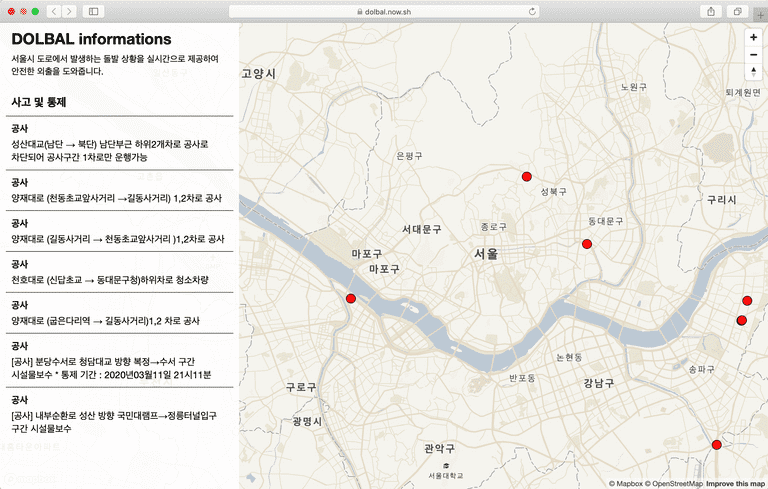 dolbal.now.sh
DOLBAL informations
서울시 도로에서 발생하는 돌발 상황을 실시간으로 제공하여
안전한 외출을 도와줍니다.
사고 및 통제
공사
성산대교(남단 → 북단) 남단부근 하위2개차로 공사로
차단되어 공사구간 1차로만 운행가능
공사
양재대로 (천동초교앞사거리 →길동사거리) 1,2차로 공사
공사
양재대로 (길동사거리 → 천동초교앞사거리 )1,2차로 공사
공사
천호대로 (신답초교 → 동대문구청)하위차로 청소차량
공사
양재대로 (굽은다리역 → 길동사거리)1,2 차로 공사
공사
[공사] 분당수서로 청담대교 방향 복정→수서 구간
시설물보수 * 통제 기간 : 2020년03월11일 21시11분
공사
[공사] 내부순환로 성산 방향 국민대램프→정릉터널입구
구간 시설물보수
고양시
노원구
퇴계원면
은평구
성북구
구리시
서대문구
종로구
동대문구
마포구
서울
마포구
논현동
송파구
반포동
강남구
구로구
광명시
관악구
서울대학교
© Mapbox © OpenStreetMap Improve this map